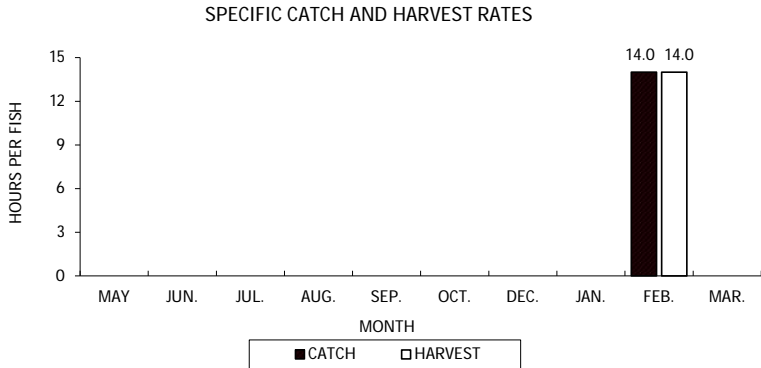 SPECIFIC CATCH AND HARVEST RATES
14.0 14.0
15
12
9
6
3
0
HOURS PER FISH
MAY JUN. JUL. AUG. SEP. OCT. DEC. JAN. FEB. MAR.
MONTH
CATCH HARVEST